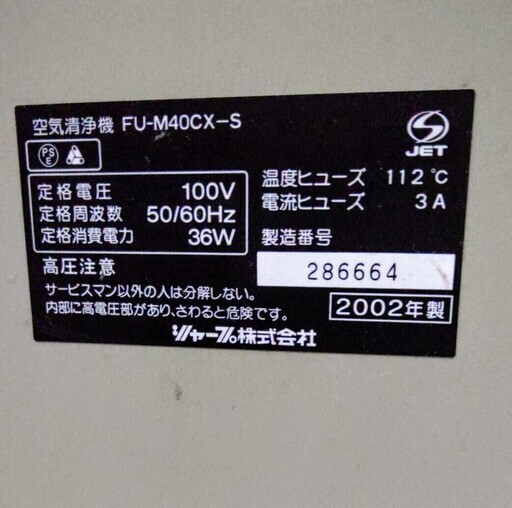 空気清浄機 FU-M40CX-S
PS
E
JET
定格電圧 100V
定格周波数 50/60Hz
定格消費電力 36W
温度ヒューズ 112℃
電流ヒューズ 3A
製造番号
286664
高圧注意
サービスマン以外の人は分解しない。
内部に高電圧部があり、さわると危険です。
2002年製
シャープ株式会社